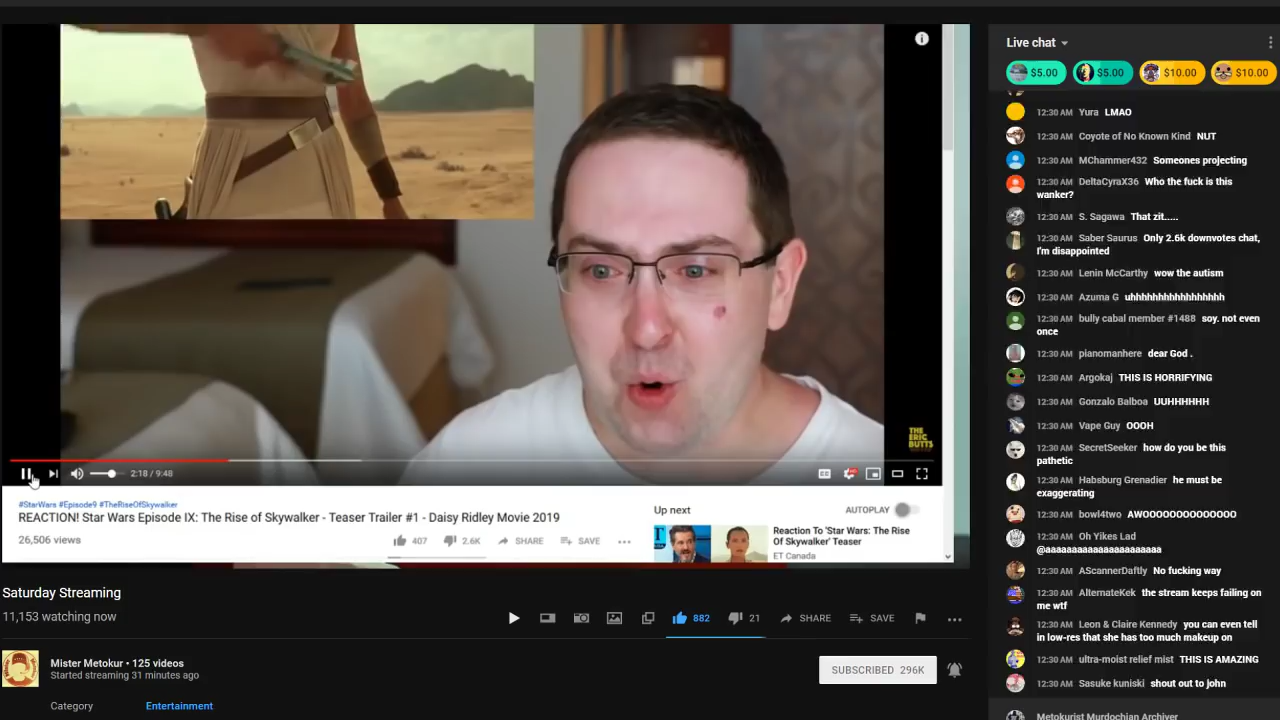 THE
ERIC
BUTTS
2:18 / 9:48
#StarWars #Episode9 #TheRiseOfSkywalker
REACTION! Star Wars Episode IX: The Rise of Skywalker - Teaser Trailer #1 - Daisy Ridley Movie 2019
26,506 views
407
2.6K
SHARE
SAVE
Up next
AUTOPLAY
Reaction To 'Star Wars: The Rise
Of Skywalker' Teaser
ET Canada
Saturday Streaming
11,153 watching now
882
21
SHARE
SAVE
Mister Metokur • 125 videos
Started streaming 31 minutes ago
SUBSCRIBED 296K
Category
Entertainment
Live chat
$5.00
$5.00
$10.00
$10.00
12:30 AM Yura LMAO
12:30 AM Coyote of No Known Kind NUT
12:30 AM MChammer432 Someones projecting
12:30 AM DeltaCyraX36 Who the fuck is this
wanker?
12:30 AM S. Sagawa That zit.....
12:30 AM Saber Saurus Only 2.6k downvotes chat,
I'm disappointed
12:30 AM Lenin McCarthy wow the autism
12:30 AM Azuma G uhhhhhhhhhhhhhhhhh
12:30 AM bully cabal member #1488 soy. not even
once
12:30 AM pianomanhere dear God .
12:30 AM Argokaj THIS IS HORRIFYING
12:30 AM Gonzalo Balboa UUHHHHHH
12:30 AM Vape Guy OOOH
12:30 AM SecretSeeker how do you be this
pathetic
12:30 AM Habsburg Grenadier he must be
exaggerating
12:30 AM bowl4two AWOOOOOOOOOOOOO
12:30 AM Oh Yikes Lad
@aaaaaaaaaaaaaaaaaaaaa
12:30 AM AScannerDaftly No fucking way
12:30 AM AlternateKek the stream keeps failing on
me wtf
12:30 AM Leon & Claire Kennedy you can even tell
in low-res that she has too much makeup on
12:30 AM ultra-moist relief mist THIS IS AMAZING
12:30 AM Sasuke kuniski shout out to john
Metokurist Murdochian Archiver